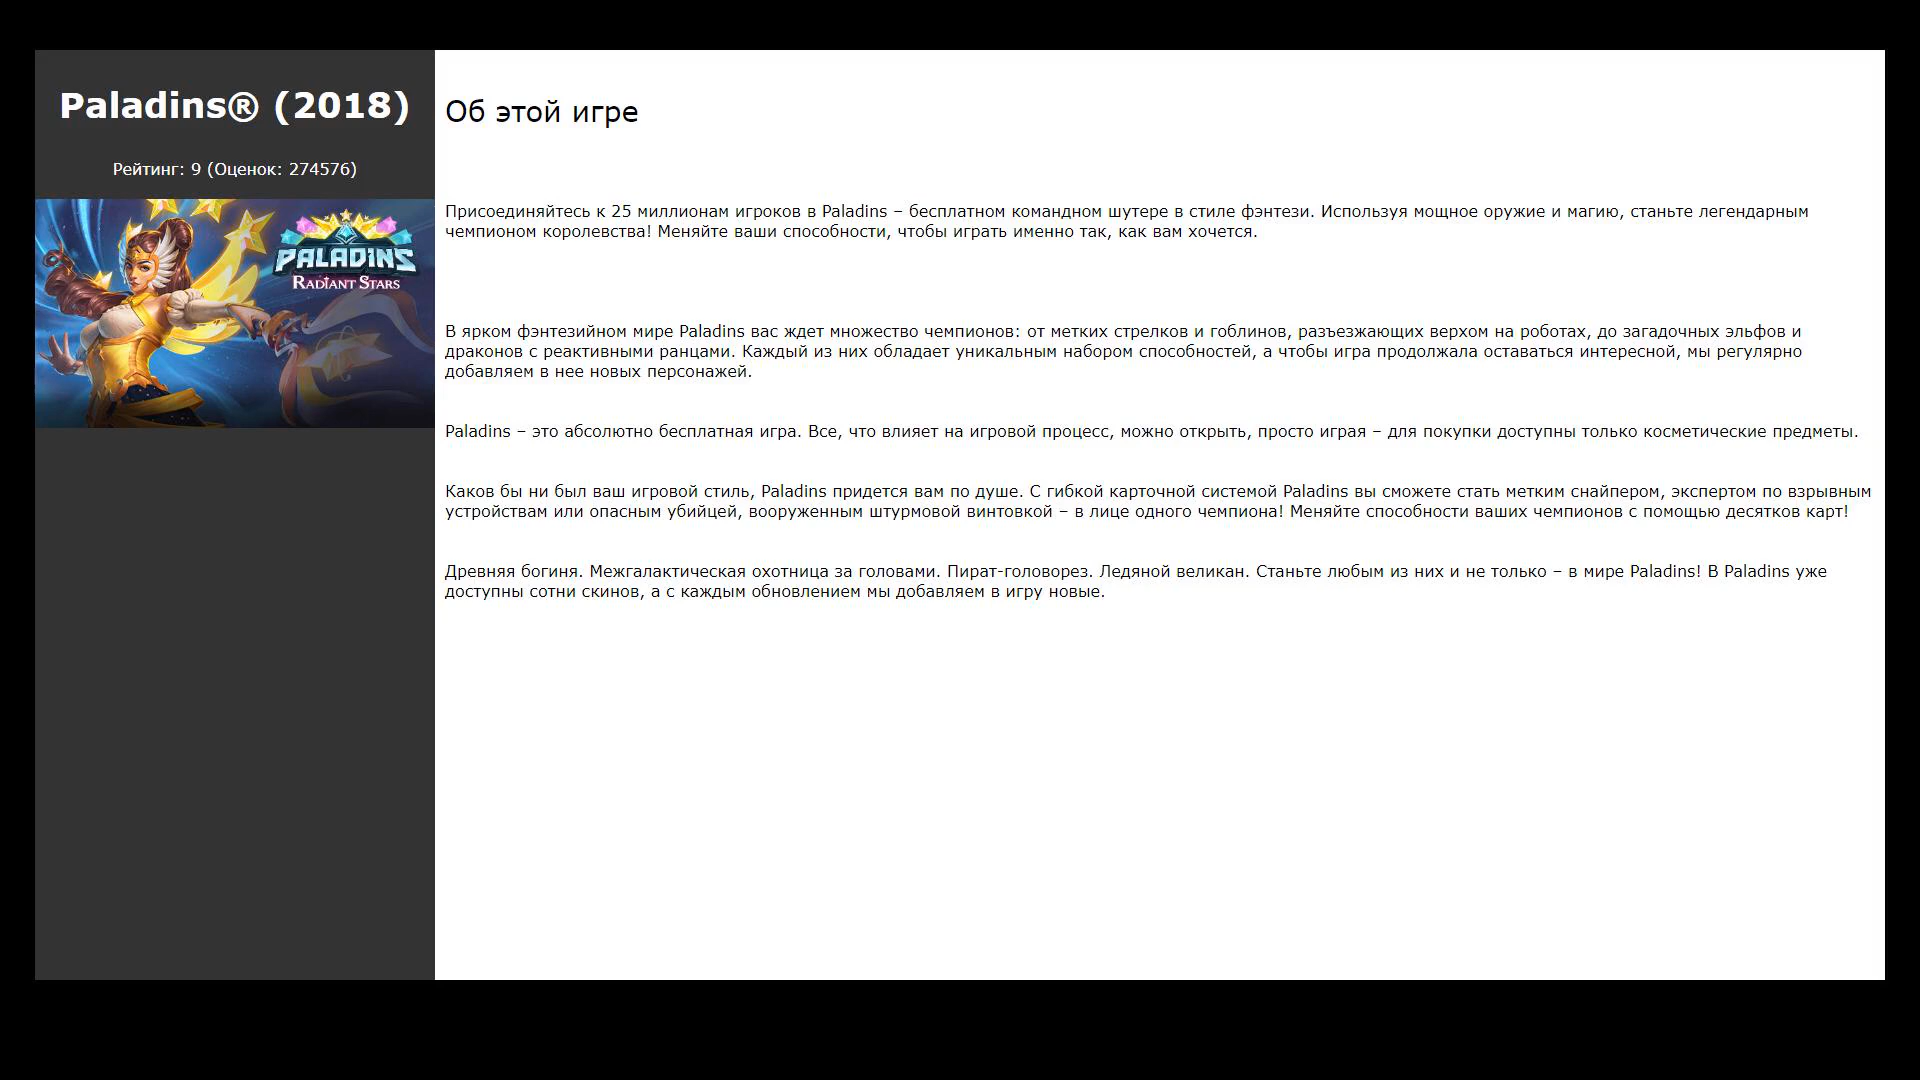 Paladins® (2018)
Рейтинг: 9 (Оценок: 274576)
PALADINS
RADIANT STARS
Об этой игре
Присоединяйтесь к 25 миллионам игроков в Paladins – бесплатном командном шутере в стиле фэнтези. Используя мощное оружие и магию, станьте легендарным
чемпионом королевства! Меняйте ваши способности, чтобы играть именно так, как вам хочется.
В ярком фэнтезийном мире Paladins вас ждет множество чемпионов: от метких стрелков и гоблинов, разъезжающих верхом на роботах, до загадочных эльфов и
драконов с реактивными ранцами. Каждый из них обладает уникальным набором способностей, а чтобы игра продолжала оставаться интересной, мы регулярно
добавляем в нее новых персонажей.
Paladins – это абсолютно бесплатная игра. Все, что влияет на игровой процесс, можно открыть, просто играя – для покупки доступны только косметические предметы.
Каков бы ни был ваш игровой стиль, Paladins придется вам по душе. С гибкой карточной системой Paladins вы сможете стать метким снайпером, экспертом по взрывным
устройствам или опасным убийцей, вооруженным штурмовой винтовкой – в лице одного чемпиона! Меняйте способности ваших чемпионов с помощью десятков карт!
Древняя богиня. Межгалактическая охотница за головами. Пират-головорез. Ледяной великан. Станьте любым из них и не только – в мире Paladins! В Paladins уже
доступны сотни скинов, а с каждым обновлением мы добавляем в игру новые.